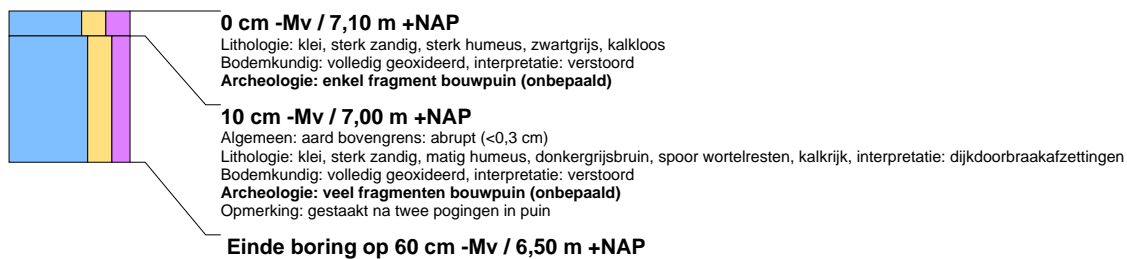 0 cm -Mv / 7,10 m +NAP
Lithologie: klei, sterk zandig, sterk humeus, zwartgrijs, kalkloos
Bodemkundig: volledig geoxideerd, interpretatie: verstoord
Archeologie: enkel fragment bouwpuin (onbepaald)
10 cm -Mv / 7,00 m +NAP
Algemeen: aard bovengrens: abrupt (<0,3 cm)
Lithologie: klei, sterk zandig, matig humeus, donkergrijsbruin, spoor wortelresten, kalkrijk, interpretatie: dijkdoorbraakafzettingen
Bodemkundig: volledig geoxideerd, interpretatie: verstoord
Archeologie: veel fragmenten bouwpuin (onbepaald)
Opmerking: gestaakt na twee pogingen in puin
Einde boring op 60 cm -Mv / 6,50 m +NAP